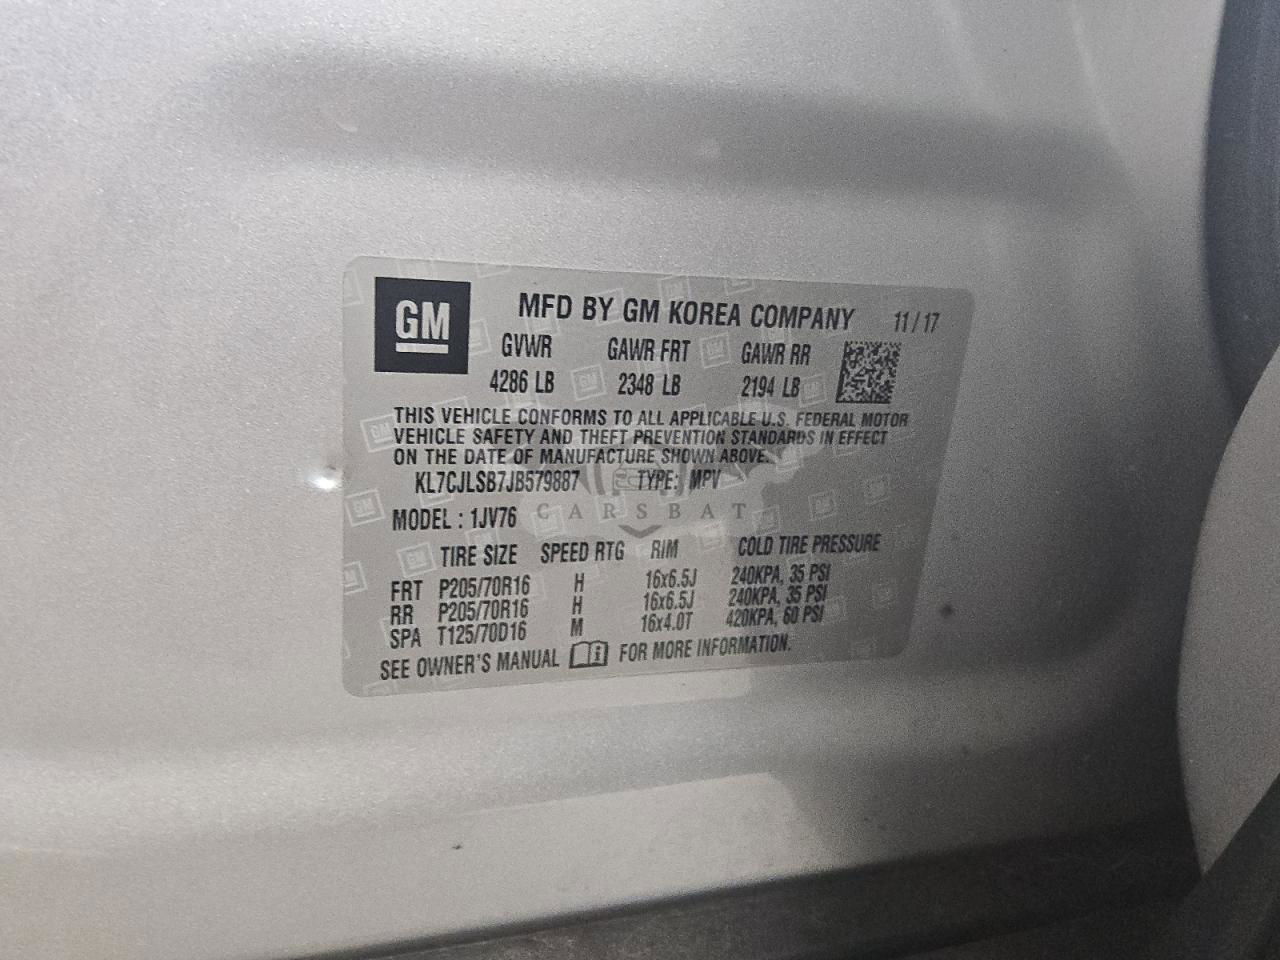 GM
MFD BY GM KOREA COMPANY 11 / 17
GVWR GAWR FRT GAWR RR
4286 LB 2348 LB 2194 LB
THIS VEHICLE CONFORMS TO ALL APPLICABLE U.S. FEDERAL MOTOR
VEHICLE SAFETY AND THEFT PREVENTION STANDARDS IN EFFECT
ON THE DATE OF MANUFACTURE SHOWN ABOVE.
KL7CJLSB7JB579887 TYPE: MPV
CARSBAT
MODEL : 1JV76
TIRE SIZE SPEED RTG RIM COLD TIRE PRESSURE
FRT P205/70R16 H 16x6.5J 240KPA, 35 PSI
RR P205/70R16 H 16x6.5J 240KPA, 35 PSI
SPA T125/70D16 M 16x4.0T 420KPA, 60 PSI
SEE OWNER'S MANUAL FOR MORE INFORMATION.